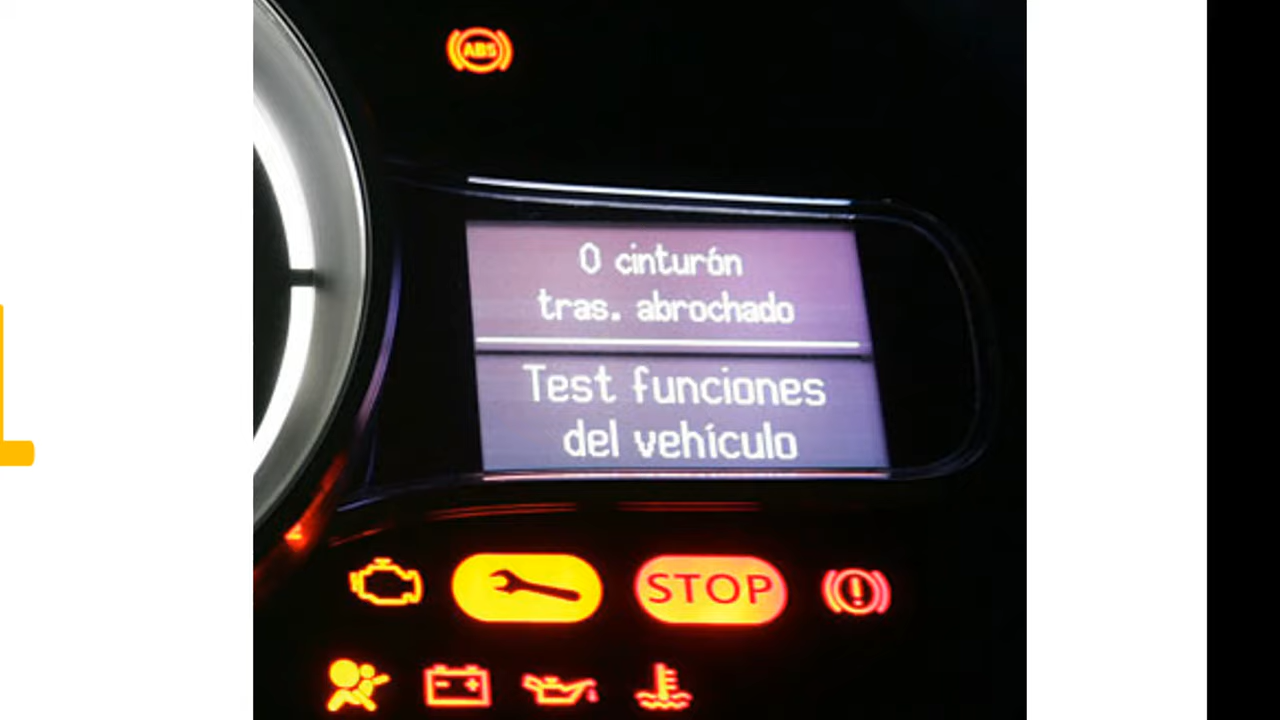 ABS
0 cinturón
tras. abrochado
Test funciones
del vehículo
STOP